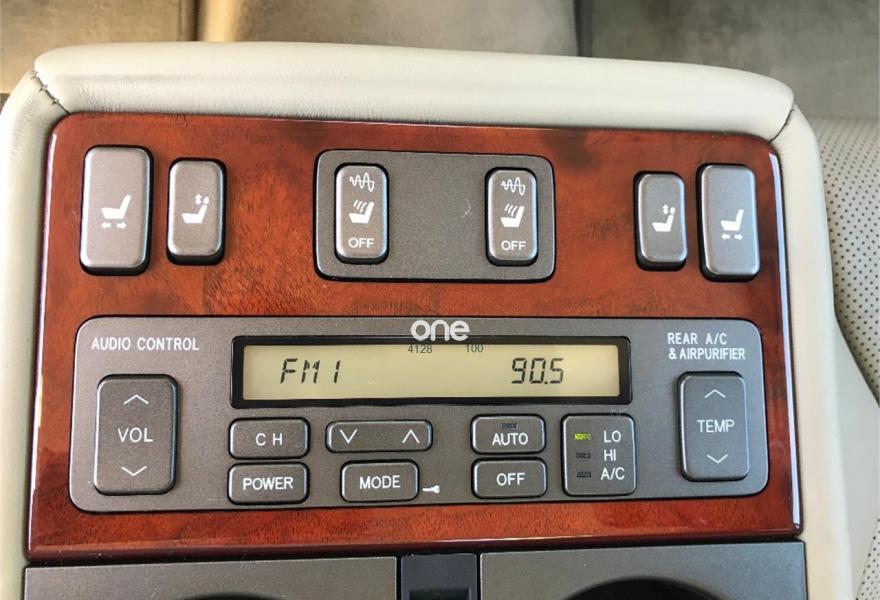 OFF
OFF
one
4128 100
AUDIO CONTROL
REAR A/C
& AIRPURIFIER
FM1 90.5
VOL
TEMP
CH
AUTO
LO
HI
A/C
POWER
MODE
OFF